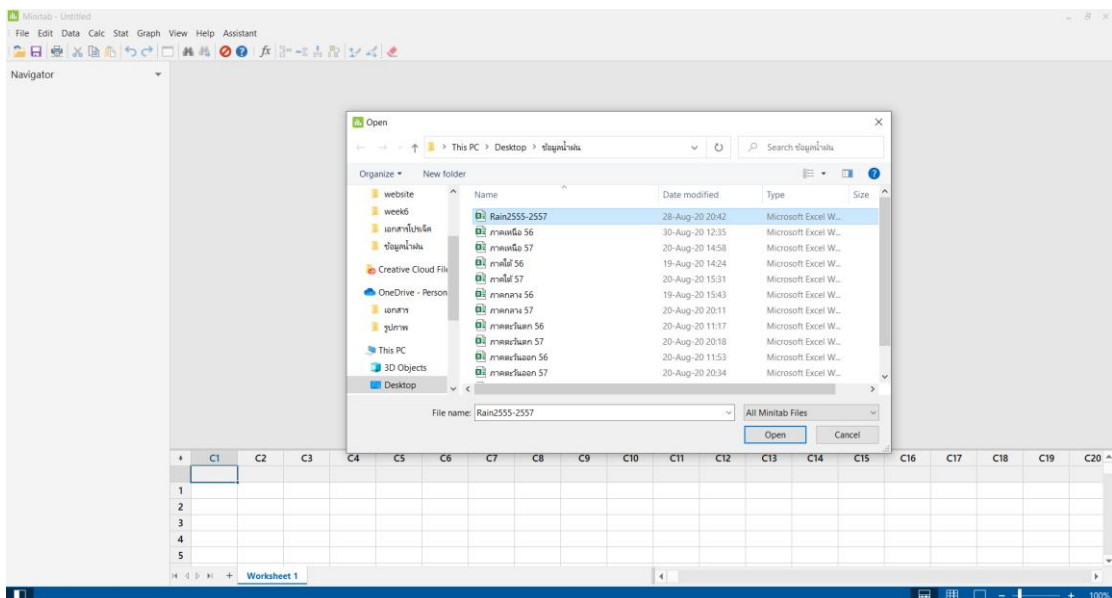 Minitab - Untitled
File Edit Data Calc Stat Graph View Help Assistant
Navigator
Open
This PC > Desktop > ข้อมูลน้ำฝน
Search ข้อมูลน้ำฝน
Organize New folder
Name Date modified Type Size
website
week6
เอกสารโปรเจ็ค
ข้อมูลน้ำฝน
Creative Cloud File
OneDrive - Person
เอกสาร
รูปภาพ
This PC
3D Objects
Desktop
Rain2555-2557 28-Aug-20 20:42 Microsoft Excel W...
ภาคเหนือ 56 30-Aug-20 12:35 Microsoft Excel W...
ภาคเหนือ 57 20-Aug-20 14:58 Microsoft Excel W...
ภาคใต้ 56 19-Aug-20 14:24 Microsoft Excel W...
ภาคใต้ 57 20-Aug-20 15:31 Microsoft Excel W...
ภาคกลาง 56 19-Aug-20 15:43 Microsoft Excel W...
ภาคกลาง 57 20-Aug-20 20:11 Microsoft Excel W...
ภาคตะวันตก 56 20-Aug-20 11:17 Microsoft Excel W...
ภาคตะวันตก 57 20-Aug-20 20:18 Microsoft Excel W...
ภาคตะวันออก 56 20-Aug-20 11:53 Microsoft Excel W...
ภาคตะวันออก 57 20-Aug-20 20:34 Microsoft Excel W...
File name: Rain2555-2557 All Minitab Files
Open Cancel
C1 C2 C3 C4 C5 C6 C7 C8 C9 C10 C11 C12 C13 C14 C15 C16 C17 C18 C19 C20
1
2
3
4
5
Worksheet 1
100%